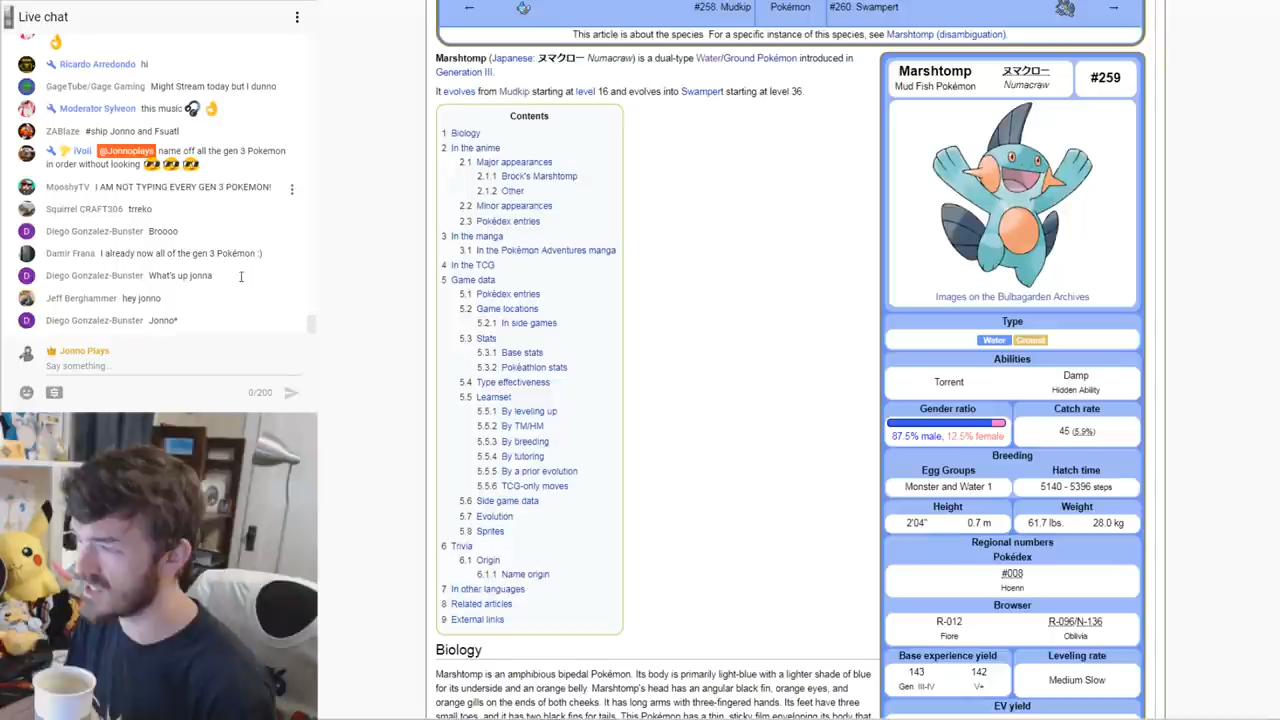 Live chat
Ricardo Arredondo hi
GageTube/Gage Gaming Might Stream today but I dunno
Moderator Sylveon this music
ZABlaze #ship Jonno and Fsuatl
iVoii @Jonnoplays name off all the gen 3 Pokemon
in order without looking
MooshyTV I AM NOT TYPING EVERY GEN 3 POKEMON!
Squirrel CRAFT306 trreko
Diego Gonzalez-Bunster Broooo
Damir Frana I already now all of the gen 3 Pokémon :)
Diego Gonzalez-Bunster What's up jonna
Jeff Berghammer hey jonno
Diego Gonzalez-Bunster Jonno*
Jonno Plays
Say something...
0/200
← #258: Mudkip Pokémon #260: Swampert →
This article is about the species. For a specific instance of this species, see Marshtomp (disambiguation).
Marshtomp (Japanese: ヌマクロー Numacraw) is a dual-type Water/Ground Pokémon introduced in
Generation III.
It evolves from Mudkip starting at level 16 and evolves into Swampert starting at level 36.
Contents
1 Biology
2 In the anime
2.1 Major appearances
2.1.1 Brock's Marshtomp
2.1.2 Other
2.2 Minor appearances
2.3 Pokédex entries
3 In the manga
3.1 In the Pokémon Adventures manga
4 In the TCG
5 Game data
5.1 Pokédex entries
5.2 Game locations
5.2.1 In side games
5.3 Stats
5.3.1 Base stats
5.3.2 Pokéathlon stats
5.4 Type effectiveness
5.5 Learnset
5.5.1 By leveling up
5.5.2 By TM/HM
5.5.3 By breeding
5.5.4 By tutoring
5.5.5 By a prior evolution
5.5.6 TCG-only moves
5.6 Side game data
5.7 Evolution
5.8 Sprites
6 Trivia
6.1 Origin
6.1.1 Name origin
7 In other languages
8 Related articles
9 External links
Biology
Marshtomp is an amphibious bipedal Pokémon. Its body is primarily light-blue with a lighter shade of blue
for its underside and an orange belly. Marshtomp's head has an angular black fin, orange eyes, and
orange gills on the ends of both cheeks. It has long arms with three-fingered hands. Its feet have three
small toes, and it has two black fins for tails. This Pokémon has a thin, sticky film enveloping its body that
Marshtomp ヌマクロー #259
Mud Fish Pokémon Numacraw
Images on the Bulbagarden Archives
Type
Water Ground
Abilities
Torrent Damp
Hidden Ability
Gender ratio Catch rate
87.5% male, 12.5% female 45 (5.9%)
Breeding
Egg Groups Hatch time
Monster and Water 1 5140 - 5396 steps
Height Weight
2'04" 0.7 m 61.7 lbs. 28.0 kg
Regional numbers
Pokédex
#008
Hoenn
Browser
R-012 R-096/N-136
Fiore Oblivia
Base experience yield Leveling rate
143 142 Medium Slow
Gen. III-IV V+
EV yield